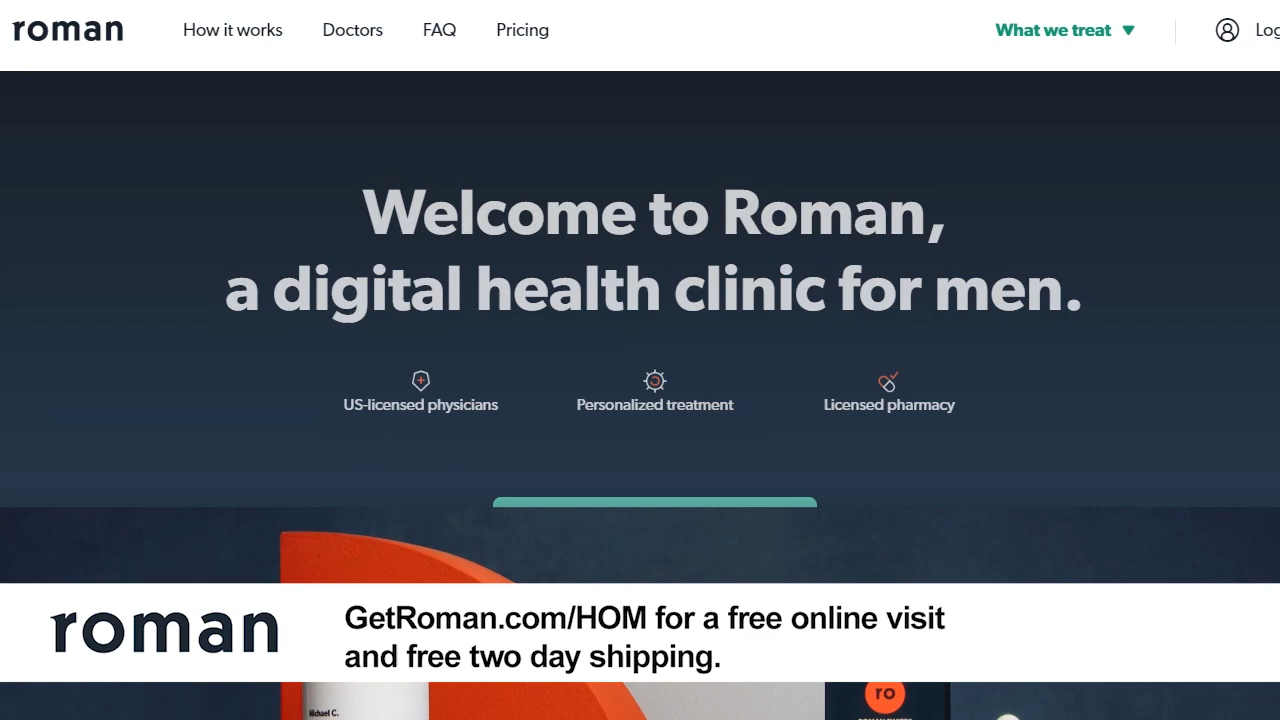 roman How it works Doctors FAQ Pricing What we treat
Welcome to Roman,
a digital health clinic for men.
US-licensed physicians Personalized treatment Licensed pharmacy
roman
GetRoman.com/HOM for a free online visit
and free two day shipping.
ro
Michael C.